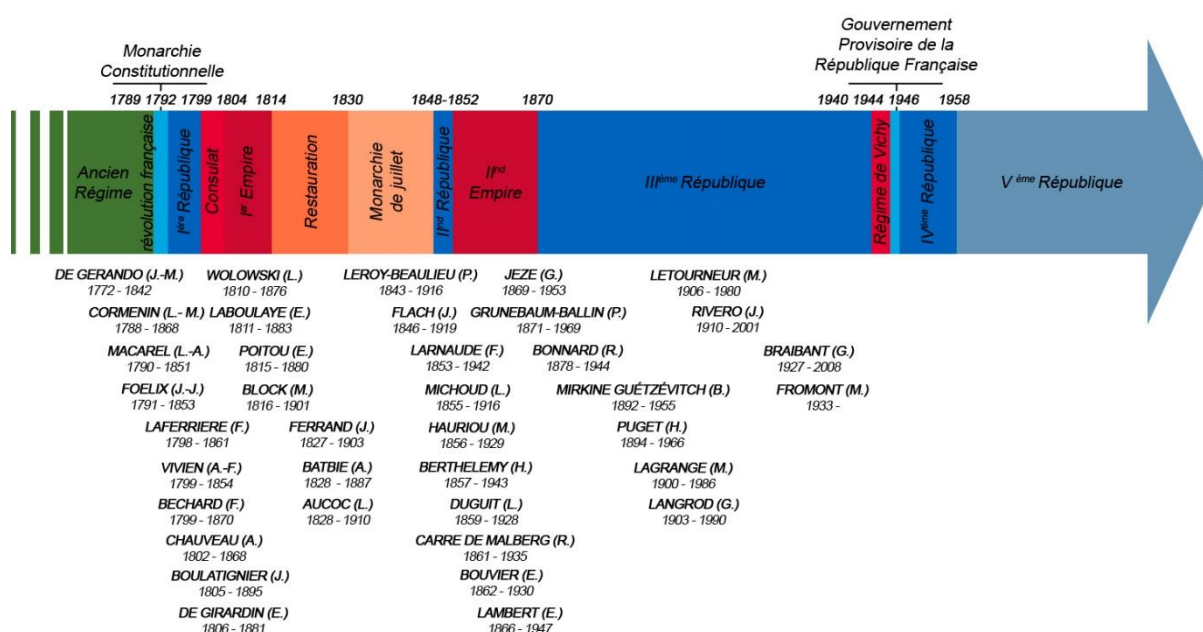 Gouvernement
Provisoire de la
République Française
Monarchie
Constitutionnelle
1789 1792 1799 1804 1814 1830 1848-1852 1870 1940 1944 1946 1958
Ancien
Régime
révolution française
Ière République
Consulat
Ier Empire
Restauration
Monarchie
de juillet
IInd République
IInd
Empire
IIIième République
Régime de Vichy
IVième République
V ème République
DE GERANDO (J.-M.) WOLOWSKI (L.) LEROY-BEAULIEU (P.) JEZE (G.) LETOURNEUR (M.)
1772 - 1842 1810 - 1876 1843 - 1916 1869 - 1953 1906 - 1980
CORMENIN (L.- M.) LABOULAYE (E.) FLACH (J.) GRUNEBAUM-BALLIN (P.) RIVERO (J.)
1788 - 1868 1811 - 1883 1846 - 1919 1871 - 1969 1910 - 2001
MACAREL (L.-A.) POITOU (E.) LARNAUDE (F.) BONNARD (R.) BRAIBANT (G.)
1790 - 1851 1815 - 1880 1853 - 1942 1878 - 1944 1927 - 2008
FOELIX (J.-J.) BLOCK (M.) MICHOUD (L.) MIRKINE GUÉTZÉVITCH (B.) FROMONT (M.)
1791 - 1853 1816 - 1901 1855 - 1916 1892 - 1955 1933 -
LAFERRIERE (F.) FERRAND (J.) HAURIOU (M.) PUGET (H.)
1798 - 1861 1827 - 1903 1856 - 1929 1894 - 1966
VIVIEN (A.-F.) BATBIE (A.) BERTHELEMY (H.) LAGRANGE (M.)
1799 - 1854 1828 - 1887 1857 - 1943 1900 - 1986
BECHARD (F.) AUCOC (L.) DUGUIT (L.) LANGROD (G.)
1799 - 1870 1828 - 1910 1859 - 1928 1903 - 1990
CHAUVEAU (A.) CARRE DE MALBERG (R.)
1802 - 1868 1861 - 1935
BOULATIGNIER (J.) BOUVIER (E.)
1805 - 1895 1862 - 1930
DE GIRARDIN (E.) LAMBERT (E.)
1806 - 1881 1866 - 1947